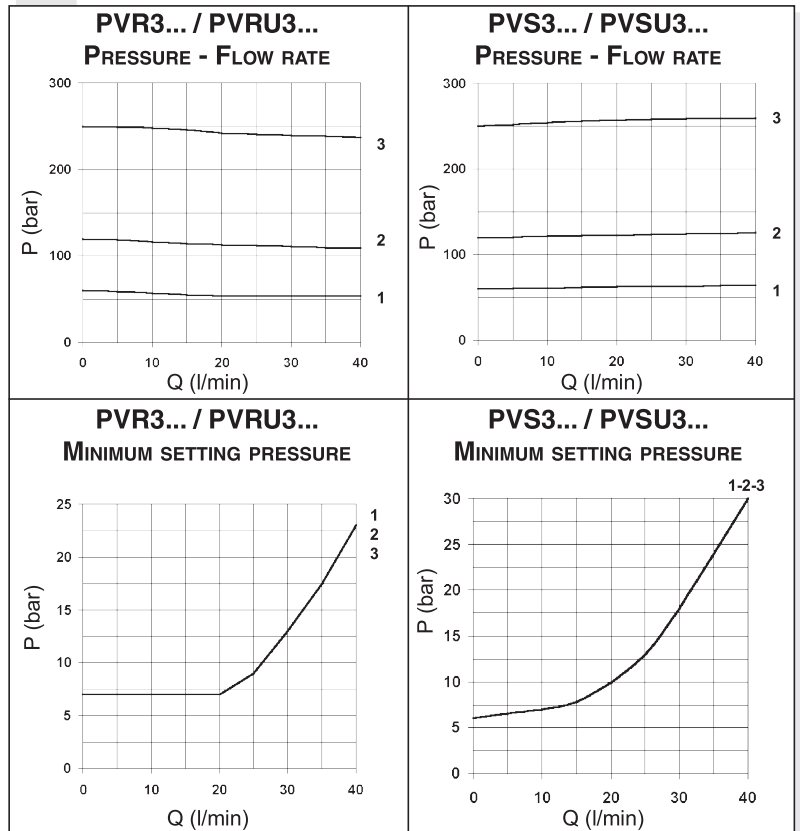 PVR3... / PVRU3...
PRESSURE - FLOW RATE
300
200
100
0
P (bar)
3
2
1
0 10 20 30 40
Q (l/min)
PVS3... / PVSU3...
PRESSURE - FLOW RATE
300
200
100
0
P (bar)
3
2
1
0 10 20 30 40
Q (l/min)
PVR3... / PVRU3...
MINIMUM SETTING PRESSURE
25
20
15
10
5
0
P (bar)
1
2
3
0 10 20 30 40
Q (l/min)
PVS3... / PVSU3...
MINIMUM SETTING PRESSURE
1-2-3
30
25
20
15
10
5
0
P (bar)
0 10 20 30 40
Q (l/min)